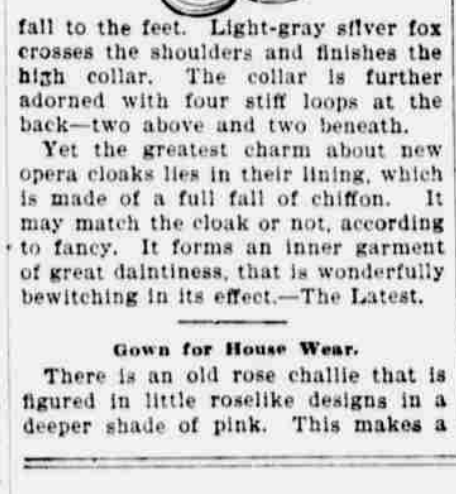 fall to the feet. Light-gray silver fox
crosses the shoulders and finishes the
high collar. The collar is further
adorned with four stiff loops at the
back—two above and two beneath.
Yet the greatest charm about new
opera cloaks lies in their lining, which
is made of a full fall of chiffon. It
may match the cloak or not, according
to fancy. It forms an inner garment
of great daintiness, that is wonderfully
bewitching in its effect.—The Latest.
Gown for House Wear.
There is an old rose challie that is
figured in little roselike designs in a
deeper shade of pink. This makes a